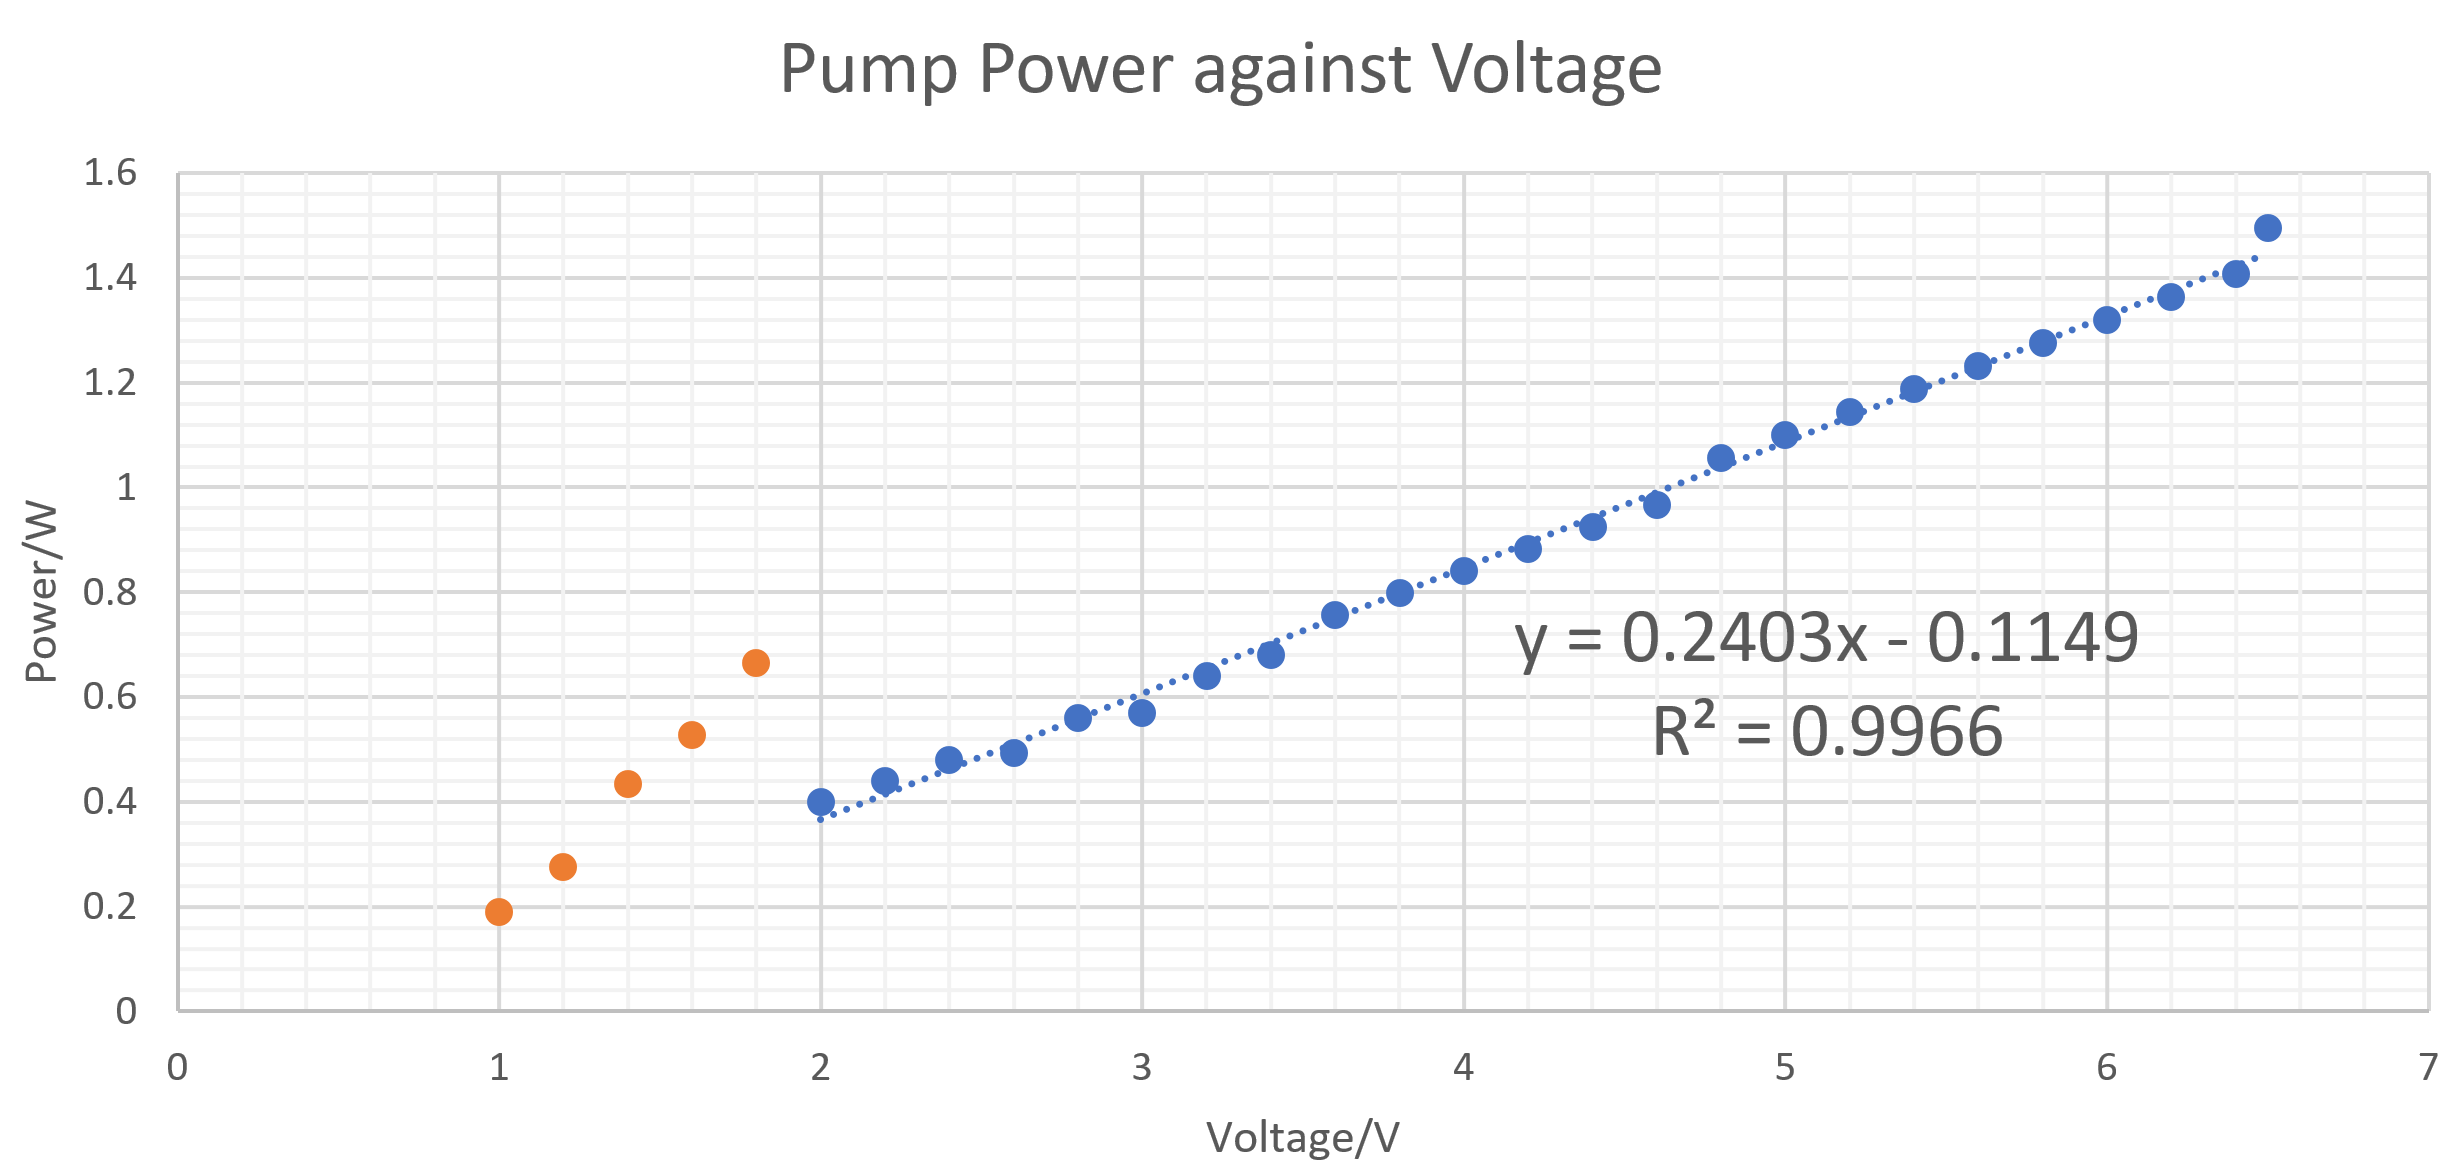 Pump Power against Voltage
1.6
1.4
1.2
1
0.8
0.6
0.4
0.2
0
Power/W
y = 0.2403x - 0.1149
R² = 0.9966
0 1 2 3 4 5 6 7
Voltage/V